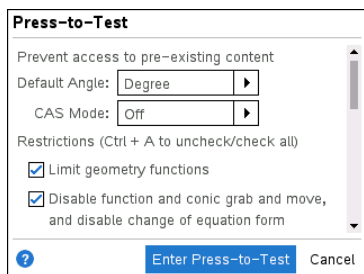 Press-to-Test
Prevent access to pre-existing content
Default Angle: Degree
CAS Mode: Off
Restrictions (Ctrl + A to uncheck/check all)
Limit geometry functions
Disable function and conic grab and move,
and disable change of equation form
? Enter Press-to-Test Cancel